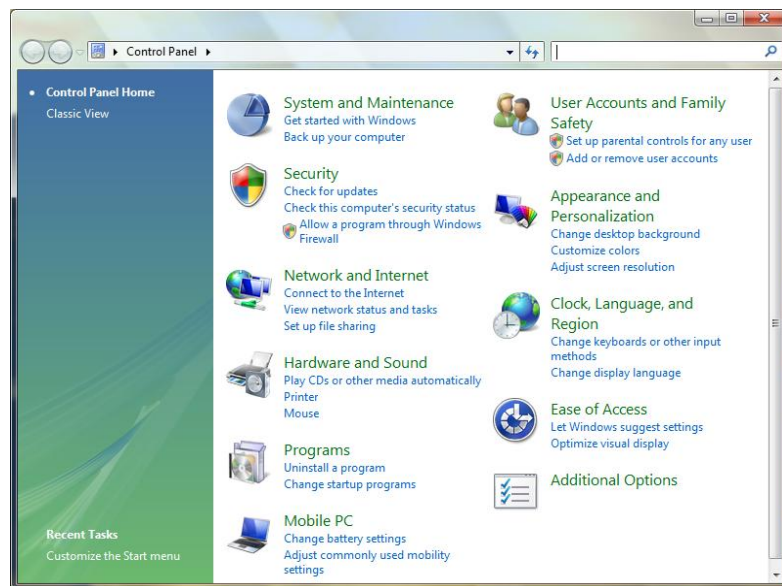 Control Panel
Control Panel Home
Classic View
System and Maintenance
Get started with Windows
Back up your computer
Security
Check for updates
Check this computer's security status
Allow a program through Windows
Firewall
Network and Internet
Connect to the Internet
View network status and tasks
Set up file sharing
Hardware and Sound
Play CDs or other media automatically
Printer
Mouse
Programs
Uninstall a program
Change startup programs
Mobile PC
Change battery settings
Adjust commonly used mobility
settings
User Accounts and Family
Safety
Set up parental controls for any user
Add or remove user accounts
Appearance and
Personalization
Change desktop background
Customize colors
Adjust screen resolution
Clock, Language, and
Region
Change keyboards or other input
methods
Change display language
Ease of Access
Let Windows suggest settings
Optimize visual display
Additional Options
Recent Tasks
Customize the Start menu